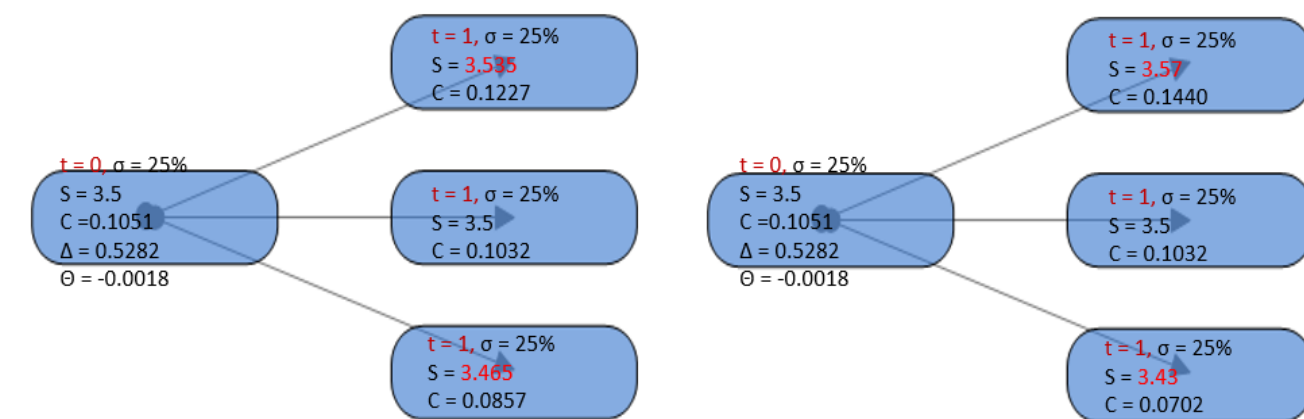 t = 1, σ = 25%
S = 3.535
C = 0.1227
t = 0, σ = 25%
S = 3.5
C =0.1051
Δ = 0.5282
Θ = -0.0018
t = 1, σ = 25%
S = 3.5
C = 0.1032
t = 1, σ = 25%
S = 3.465
C = 0.0857
t = 1, σ = 25%
S = 3.57
C = 0.1440
t = 0, σ = 25%
S = 3.5
C =0.1051
Δ = 0.5282
Θ = -0.0018
t = 1, σ = 25%
S = 3.5
C = 0.1032
t = 1, σ = 25%
S = 3.43
C = 0.0702